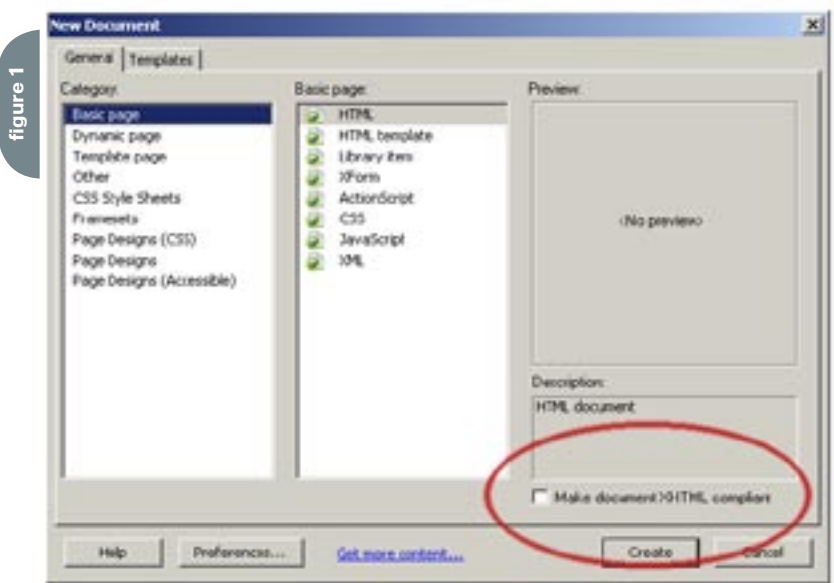 figure 1
New Document
General
Templates
Category:
Basic page
Dynamic page
Template page
Other
CSS Style Sheets
Framesets
Page Designs (CSS)
Page Designs
Page Designs (Accessible)
Basic page:
HTML
HTML template
Library item
XForm
ActionScript
CSS
JavaScript
XML
Preview:
<No preview>
Description:
HTML document
Make document XHTML compliant
Help
Preferences...
Get more content...
Create
Cancel